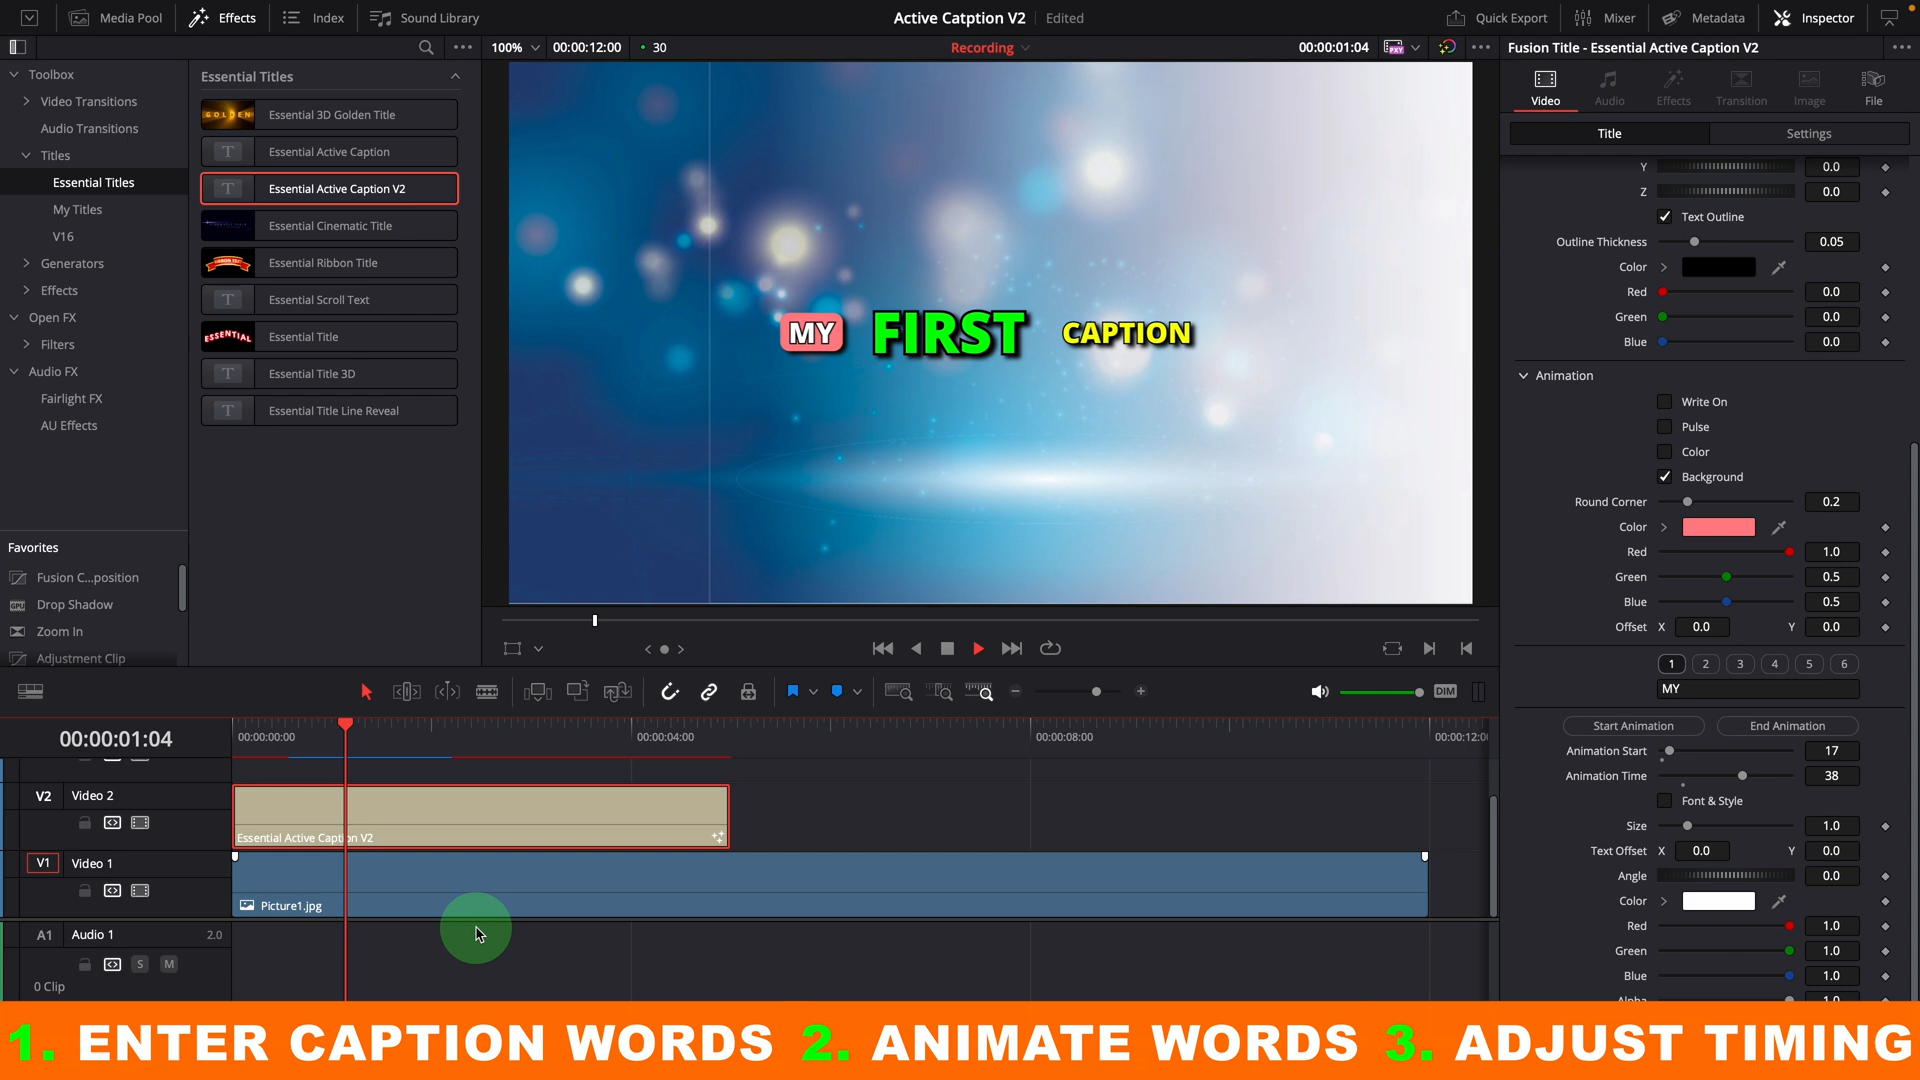 Media Pool
Effects
Index
Sound Library
Active Catption V2
Edited
Quick Export
Mixer
Metadata
Inspector
100%
00:00:12:00
30
Recording
00:00:01:04
Fusion Title - Essential Active Caption V2
Toolbox
Video Transitions
Audio Transitions
Titles
Essential Titles
My Titles
V16
Generators
Effects
Open FX
Filters
Audio FX
Fairlight FX
AU Effects
Favorites
Fusion C...position
Drop Shadow
Zoom In
Adjustment Clip
Essential Titles
GOLDEN
Essential 3D Golden Title
T Essential Active Caption
T Essential Active Caption V2
Essential Cinematic Title
Essential Ribbon Title
T Essential Scroll Text
ESSENTIAL Essential Title
T Essential Title 3D
T Essential Title Line Reveal
MY FIRST CAPTION
Video
Audio
Effects
Transition
Image
File
Title
Settings
Y 0.0
Z 0.0
Text Outline
Outline Thickness 0.05
Color
Red 0.0
Green 0.0
Blue 0.0
Animation
Write On
Pulse
Color
Background
Round Corner 0.2
Color
Red 1.0
Green 0.5
Blue 0.5
Offset X 0.0 Y 0.0
1 2 3 4 5 6
MY
Start Animation
End Animation
Animation Start 17
Animation Time 38
Font & Style
Size 1.0
Text Offset X 0.0 Y 0.0
Angle 0.0
Color
Red 1.0
Green 1.0
Blue 1.0
Alpha 1.0
DIM
00:00:01:04
00:00:00:00
00:00:04:00
00:00:08:00
00:00:12:0
V2 Video 2
Essential Active Caption V2
V1 Video 1
Picture1.jpg
A1 Audio 1 2.0
S M
0 Clip
1. ENTER CAPTION WORDS 2. ANIMATE WORDS 3. ADJUST TIMING